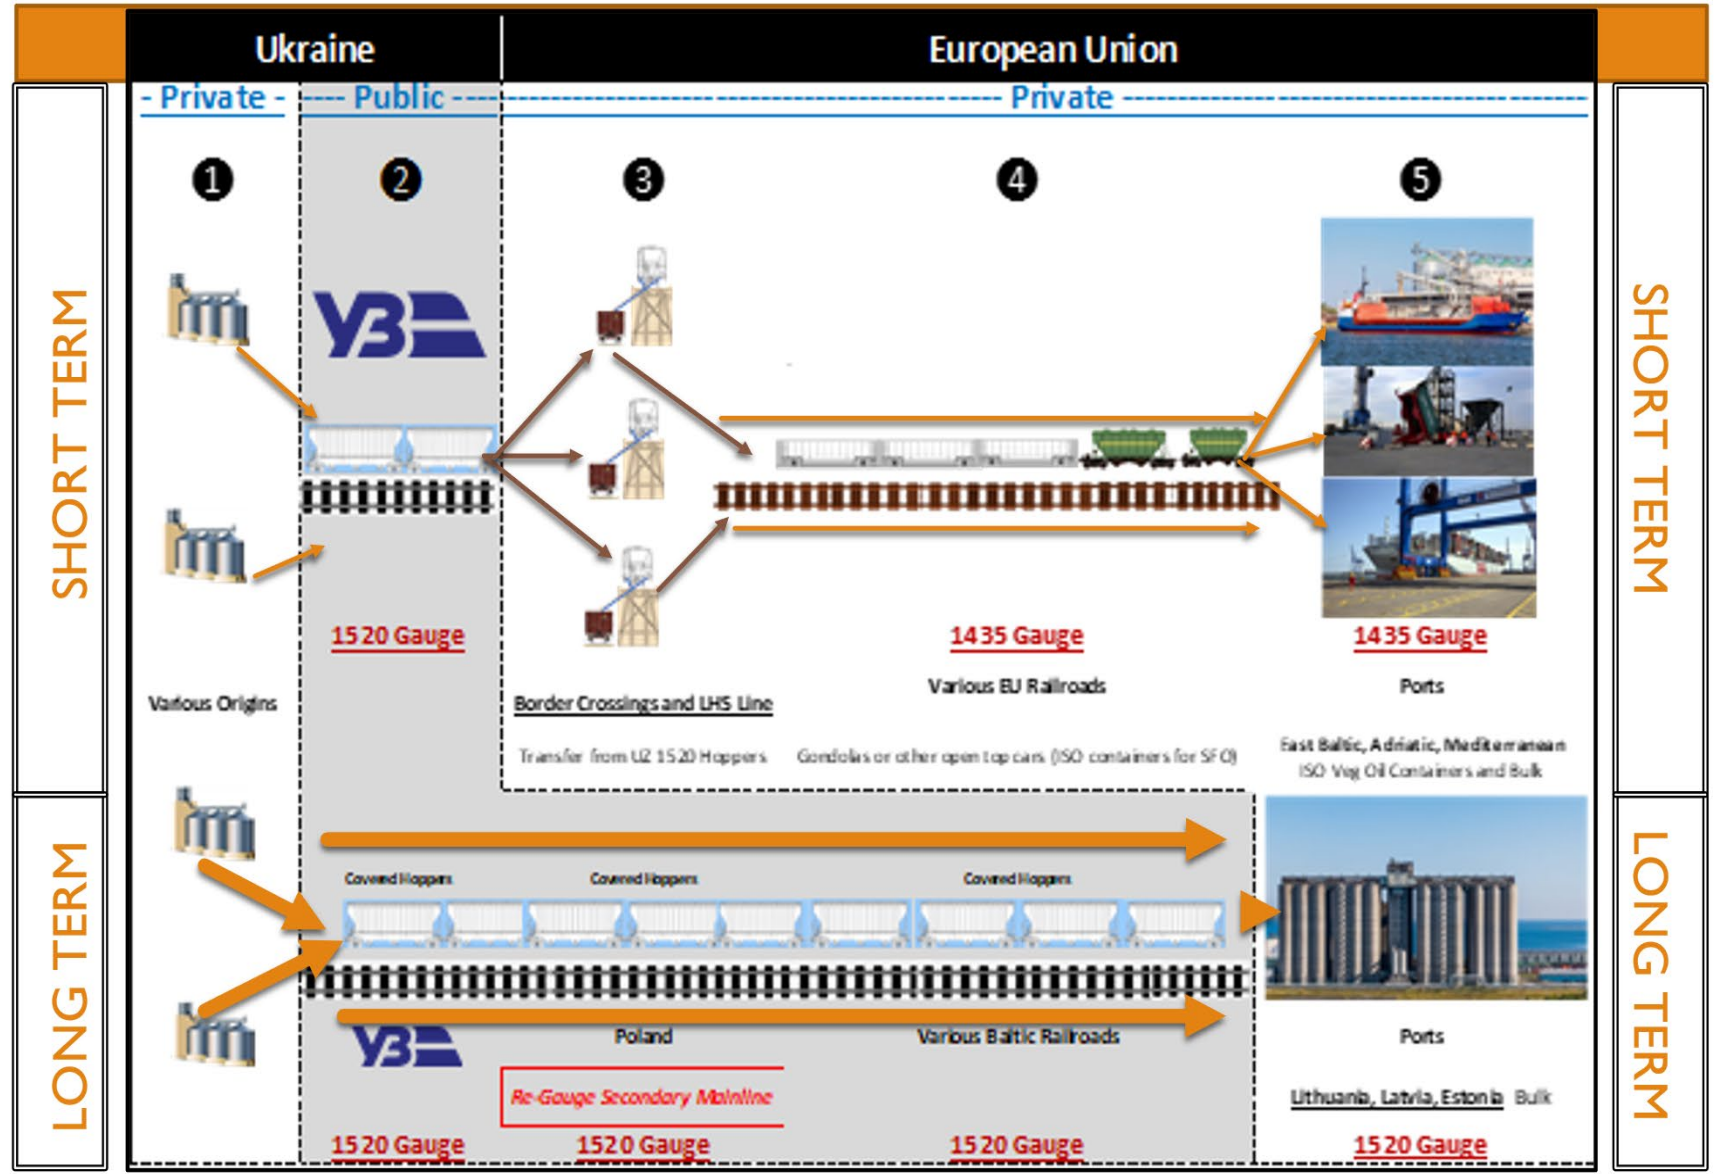 Ukraine
European Union
- Private -
---- Public ----
Private
1
2
3
4
5
SHORT TERM
SHORT TERM
УЗ
1520 Gauge
1435 Gauge
1435 Gauge
Various Origins
Border Crossings and LHS Line
Various EU Railroads
Ports
Transfer from UZ 1520 Hoppers
Gondolas or other open top cars (ISO containers for SFO)
East Baltic, Adriatic, Mediterranean
ISO Veg Oil Containers and Bulk
LONG TERM
LONG TERM
Covered Hoppers
Covered Hoppers
Covered Hoppers
УЗ
Poland
Various Baltic Railroads
Ports
Re-Gauge Secondary Mainline
Lithuania, Latvia, Estonia Bulk
1520 Gauge
1520 Gauge
1520 Gauge
1520 Gauge